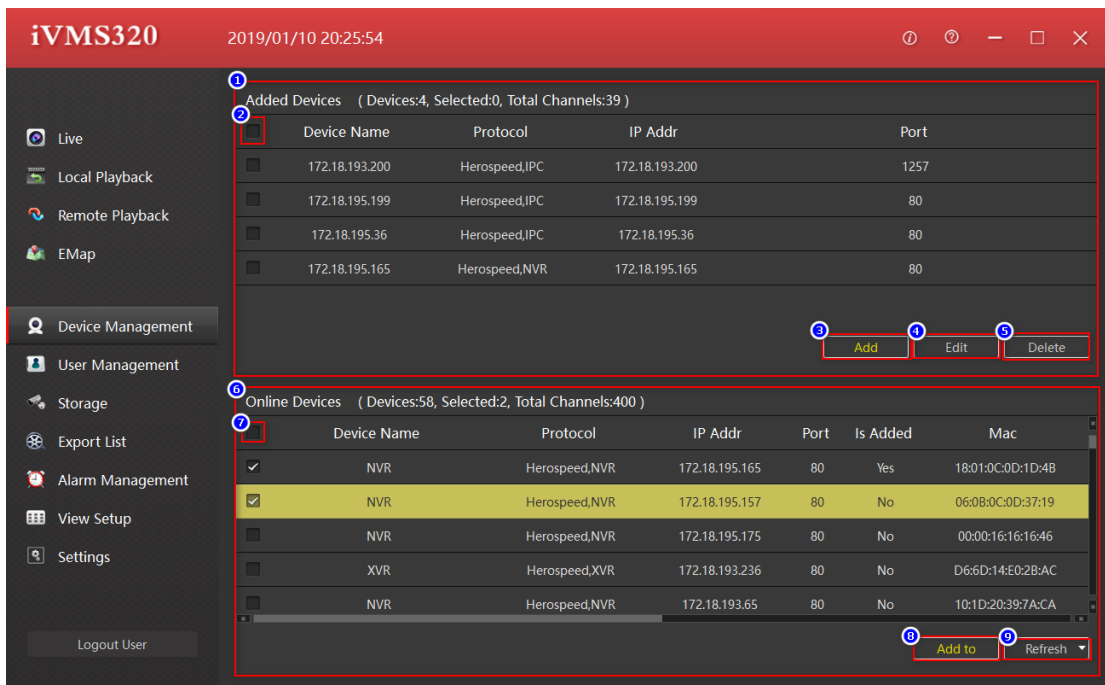 iVMS320 2019/01/10 20:25:54
Live
Local Playback
Remote Playback
EMap
Device Management
User Management
Storage
Export List
Alarm Management
View Setup
Settings
Logout User
1
Added Devices ( Devices:4, Selected:0, Total Channels:39 )
2
Device Name Protocol IP Addr Port
172.18.193.200 Herospeed,IPC 172.18.193.200 1257
172.18.195.199 Herospeed,IPC 172.18.195.199 80
172.18.195.36 Herospeed,IPC 172.18.195.36 80
172.18.195.165 Herospeed,NVR 172.18.195.165 80
3 4 5
Add Edit Delete
6
Online Devices ( Devices:58, Selected:2, Total Channels:400 )
7
Device Name Protocol IP Addr Port Is Added Mac
NVR Herospeed,NVR 172.18.195.165 80 Yes 18:01:0C:0D:1D:4B
NVR Herospeed,NVR 172.18.195.157 80 No 06:0B:0C:0D:37:19
NVR Herospeed,NVR 172.18.195.175 80 No 00:00:16:16:16:46
XVR Herospeed,XVR 172.18.193.236 80 No D6:6D:14:E0:2B:AC
NVR Herospeed,NVR 172.18.193.65 80 No 10:1D:20:39:7A:CA
8 9
Add to Refresh